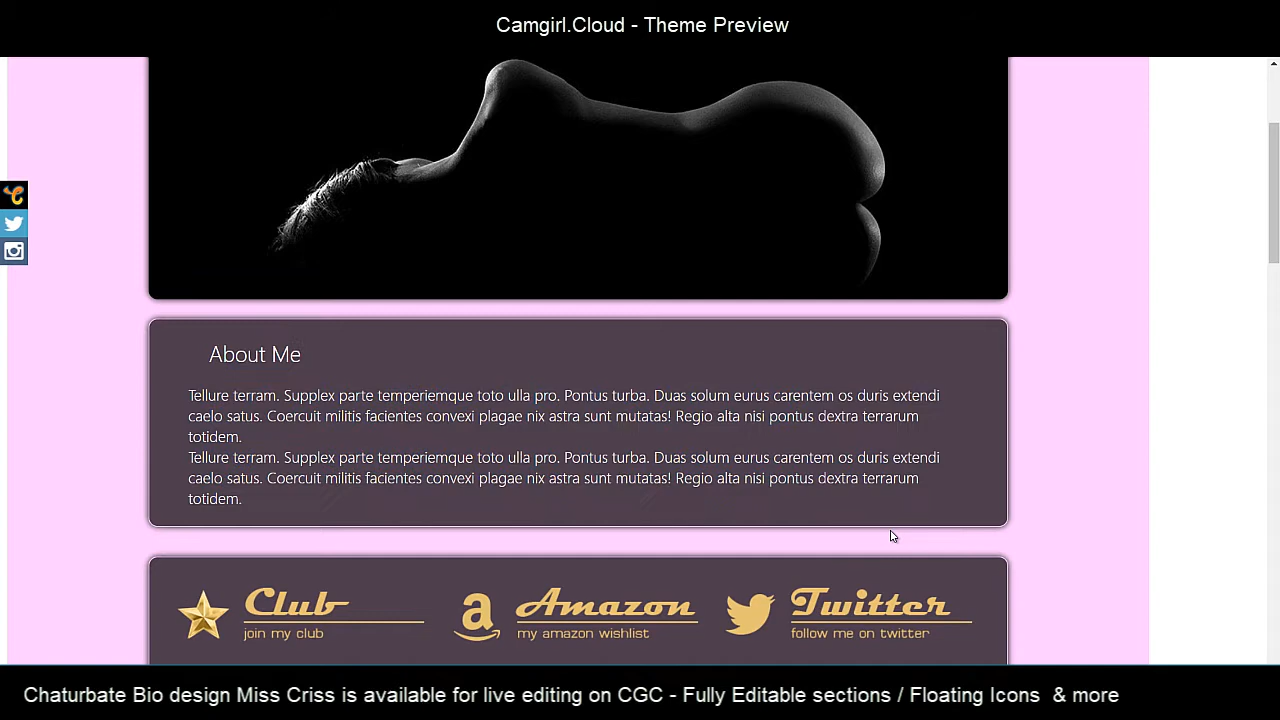 Camgirl.Cloud - Theme Preview
About Me
Tellure terram. Supplex parte temperiemque toto ulla pro. Pontus turba. Duas solum eurus carentem os duris extendi
caelo satus. Coercuit militis facientes convexi plagae nix astra sunt mutatas! Regio alta nisi pontus dextra terrarum
totidem.
Tellure terram. Supplex parte temperiemque toto ulla pro. Pontus turba. Duas solum eurus carentem os duris extendi
caelo satus. Coercuit militis facientes convexi plagae nix astra sunt mutatas! Regio alta nisi pontus dextra terrarum
totidem.
Club
join my club
Amazon
my amazon wishlist
Twitter
follow me on twitter
Chaturbate Bio design Miss Criss is available for live editing on CGC - Fully Editable sections / Floating Icons & more